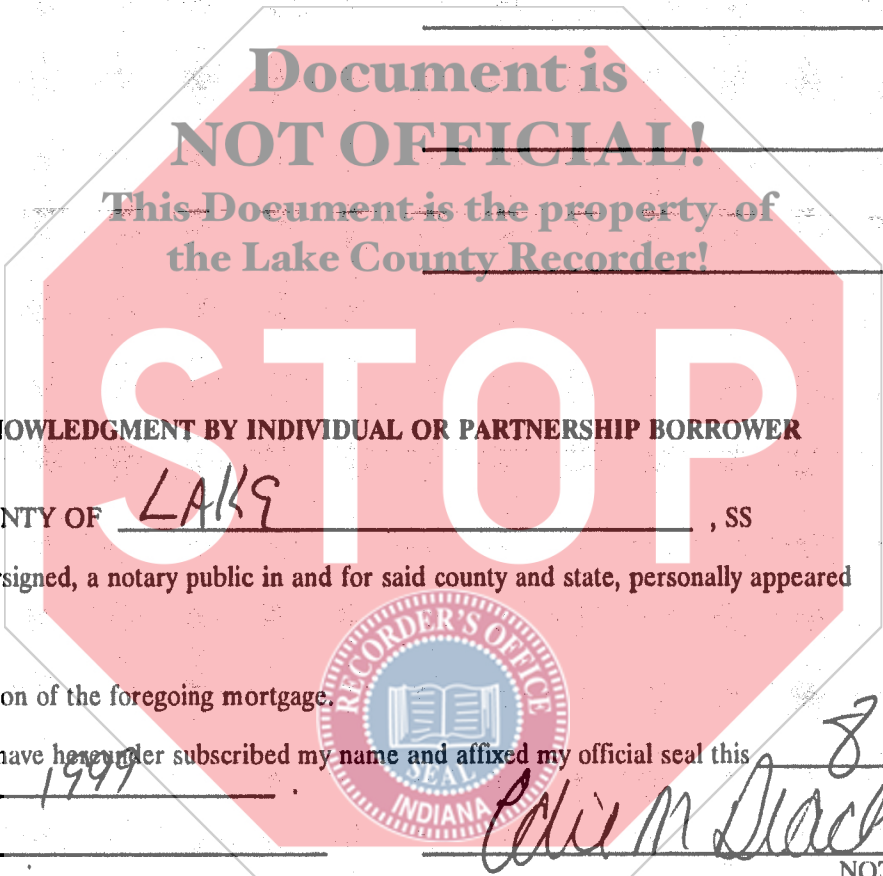 Document is
NOT OFFICIAL!
This Document is the property of
the Lake County Recorder!
STOP
NOWLEDGMENT BY INDIVIDUAL OR PARTNERSHIP BORROWER
NTY OF LAKE , SS
signed, a notary public in and for said county and state, personally appeared
on of the foregoing mortgage.
have hereunder subscribed my name and affixed my official seal this 8
1999 .
RECORDER'S OFFICE
SEAL
INDIANA
M
NOT